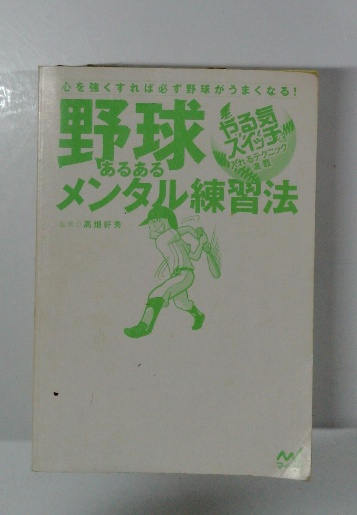 心を強くすれば必ず野球がうまくなる!
野球
あるある
メンタル練習法
やる気
スイッチ
入れるテクニック
満載
監修◎高畑好秀